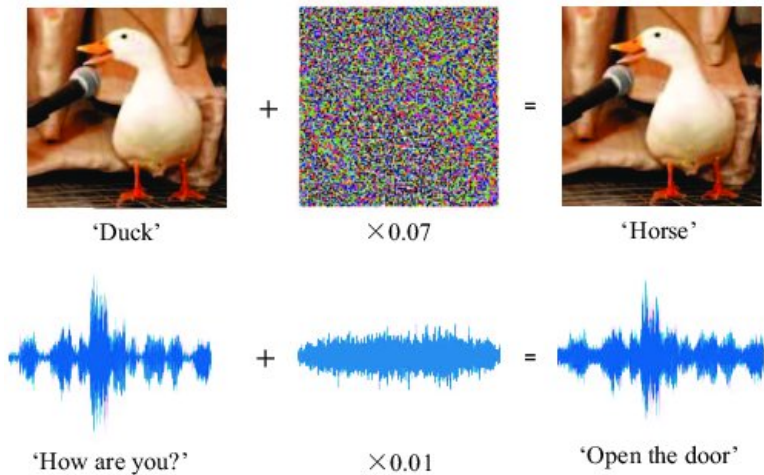 + =
‘Duck’ ×0.07 ‘Horse’
+ =
‘How are you?’ ×0.01 ‘Open the door’